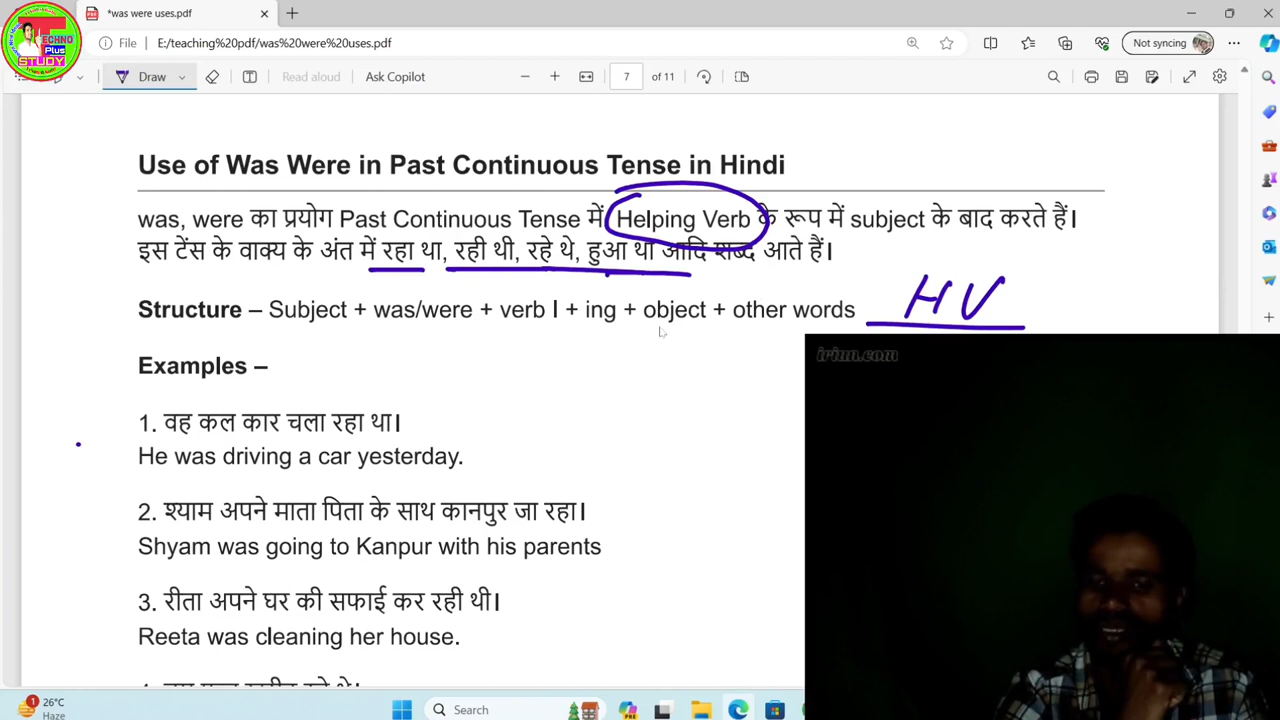 *was were uses.pdf
File E:/teaching%20pdf/was%20were%20uses.pdf Not syncing
TECHNO
Plus
STUDY
Draw Read aloud Ask Copilot 7 of 11
Use of Was Were in Past Continuous Tense in Hindi
was, were का प्रयोग Past Continuous Tense में Helping Verb के रूप में subject के बाद करते हैं।
इस टेंस के वाक्य के अंत में रहा था, रही थी, रहे थे, हुआ था आदि शब्द आते हैं।
Structure – Subject + was/were + verb I + ing + object + other words HV
irinn.com
Examples –
1. वह कल कार चला रहा था।
He was driving a car yesterday.
2. श्याम अपने माता पिता के साथ कानपुर जा रहा।
Shyam was going to Kanpur with his parents
3. रीता अपने घर की सफाई कर रही थी।
Reeta was cleaning her house.
1
26°C
Haze
Search